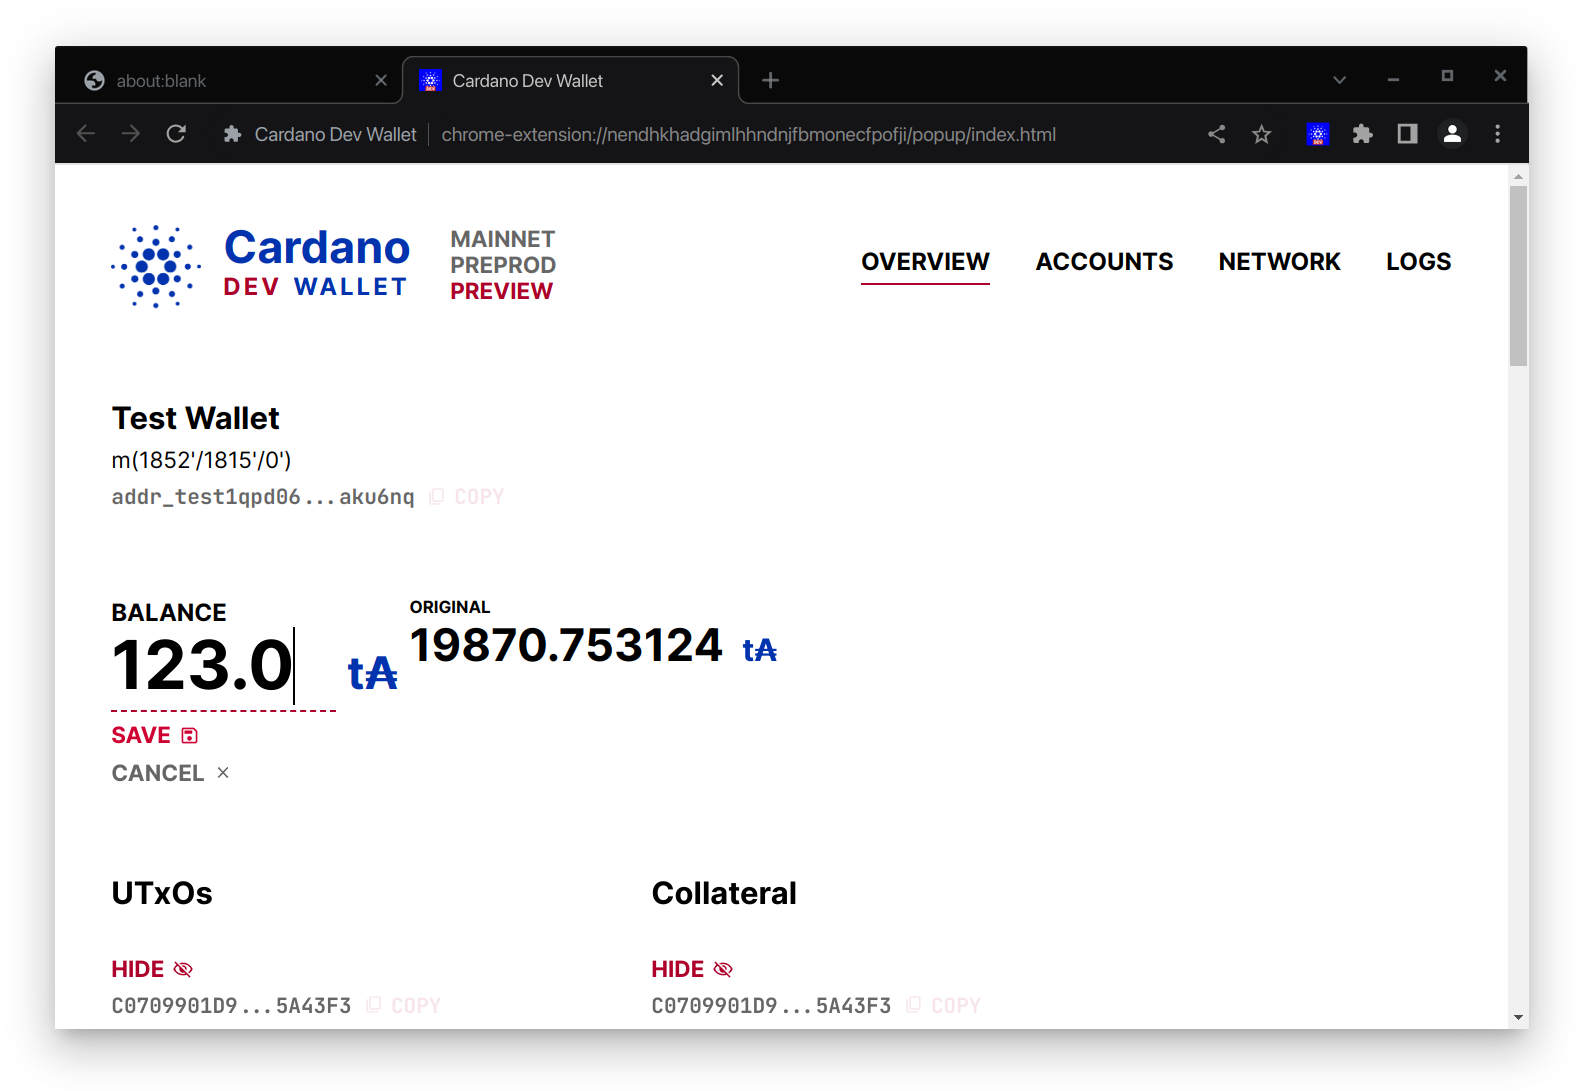 about:blank
Cardano Dev Wallet
Cardano Dev Wallet chrome-extension://nendhkhadgimlhhndnjfbmonecfpofji/popup/index.html
Cardano
DEV WALLET
MAINNET
PREPROD
PREVIEW
OVERVIEW ACCOUNTS NETWORK LOGS
Test Wallet
m(1852'/1815'/0')
addr_test1qpd06...aku6nq COPY
BALANCE
123.0 t₳
ORIGINAL
19870.753124 t₳
SAVE
CANCEL
UTxOs
HIDE
C0709901D9...5A43F3 COPY
Collateral
HIDE
C0709901D9...5A43F3 COPY